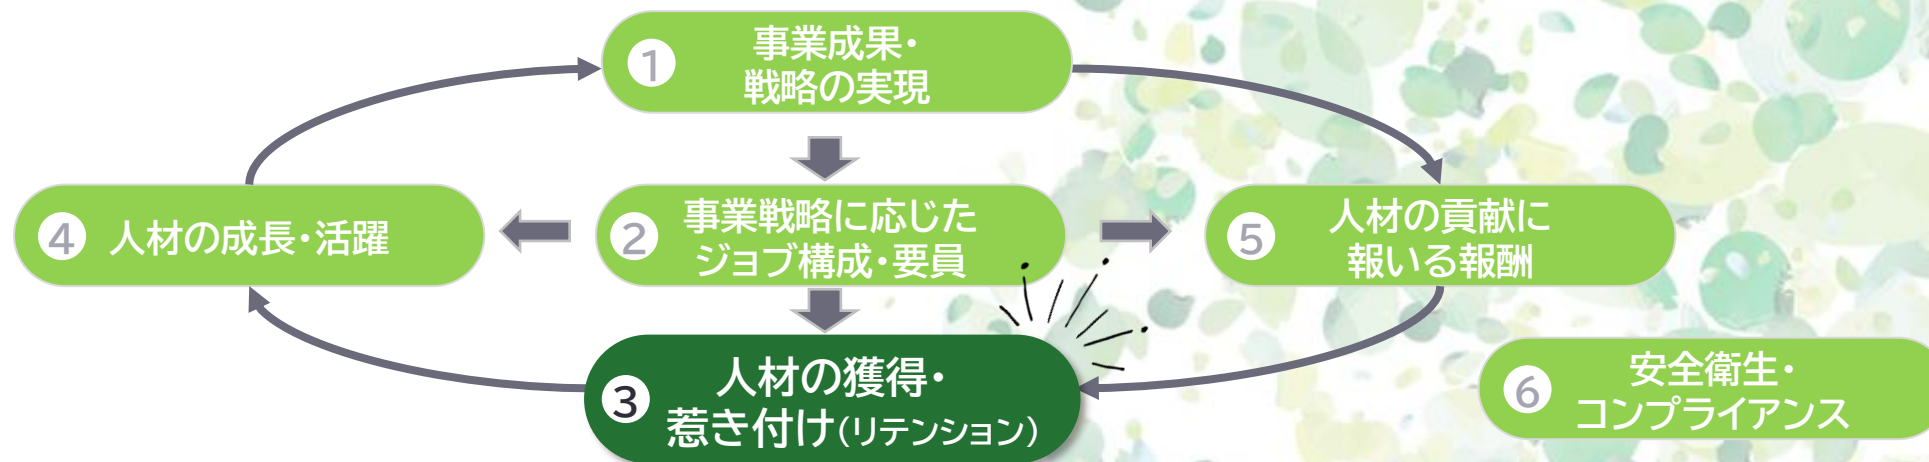 1
事業成果・
戦略の実現
2
事業戦略に応じた
ジョブ構成・要員
3
人材の獲得・
惹き付け(リテンション)
4
人材の成長・活躍
5
人材の貢献に
報いる報酬
6
安全衛生・
コンプライアンス